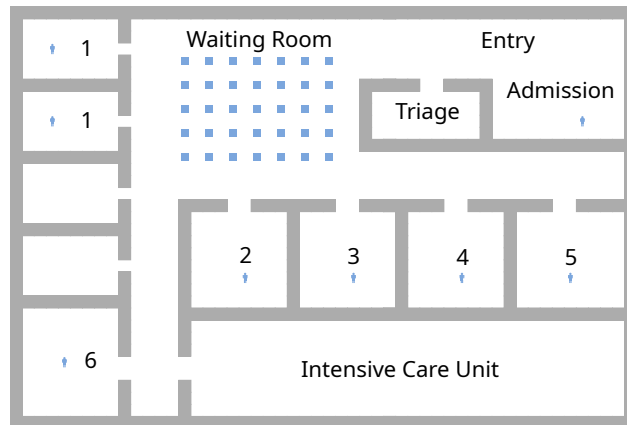 Waiting Room
Entry
1
Admission
Triage
1
2
3
4
5
6
Intensive Care Unit